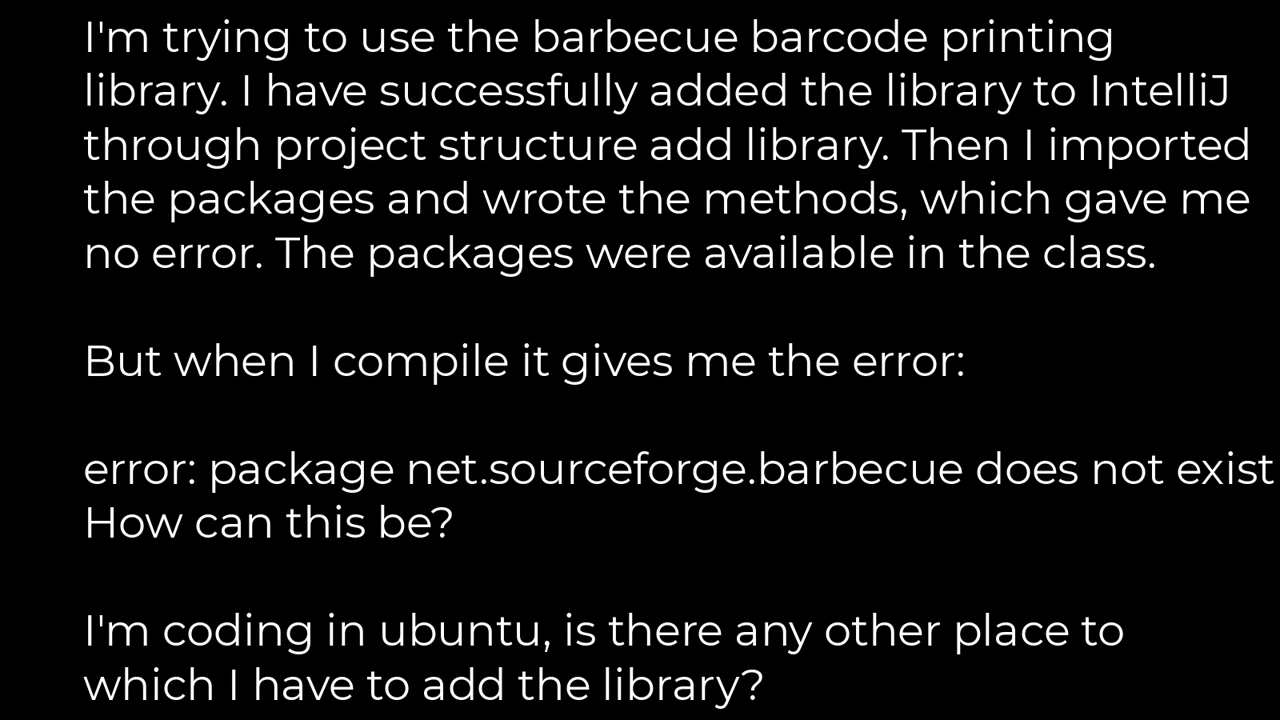 I'm trying to use the barbecue barcode printing
library. I have successfully added the library to IntelliJ
through project structure add library. Then I imported
the packages and wrote the methods, which gave me
no error. The packages were available in the class.
But when I compile it gives me the error:
error: package net.sourceforge.barbecue does not exist
How can this be?
I'm coding in ubuntu, is there any other place to
which I have to add the library?